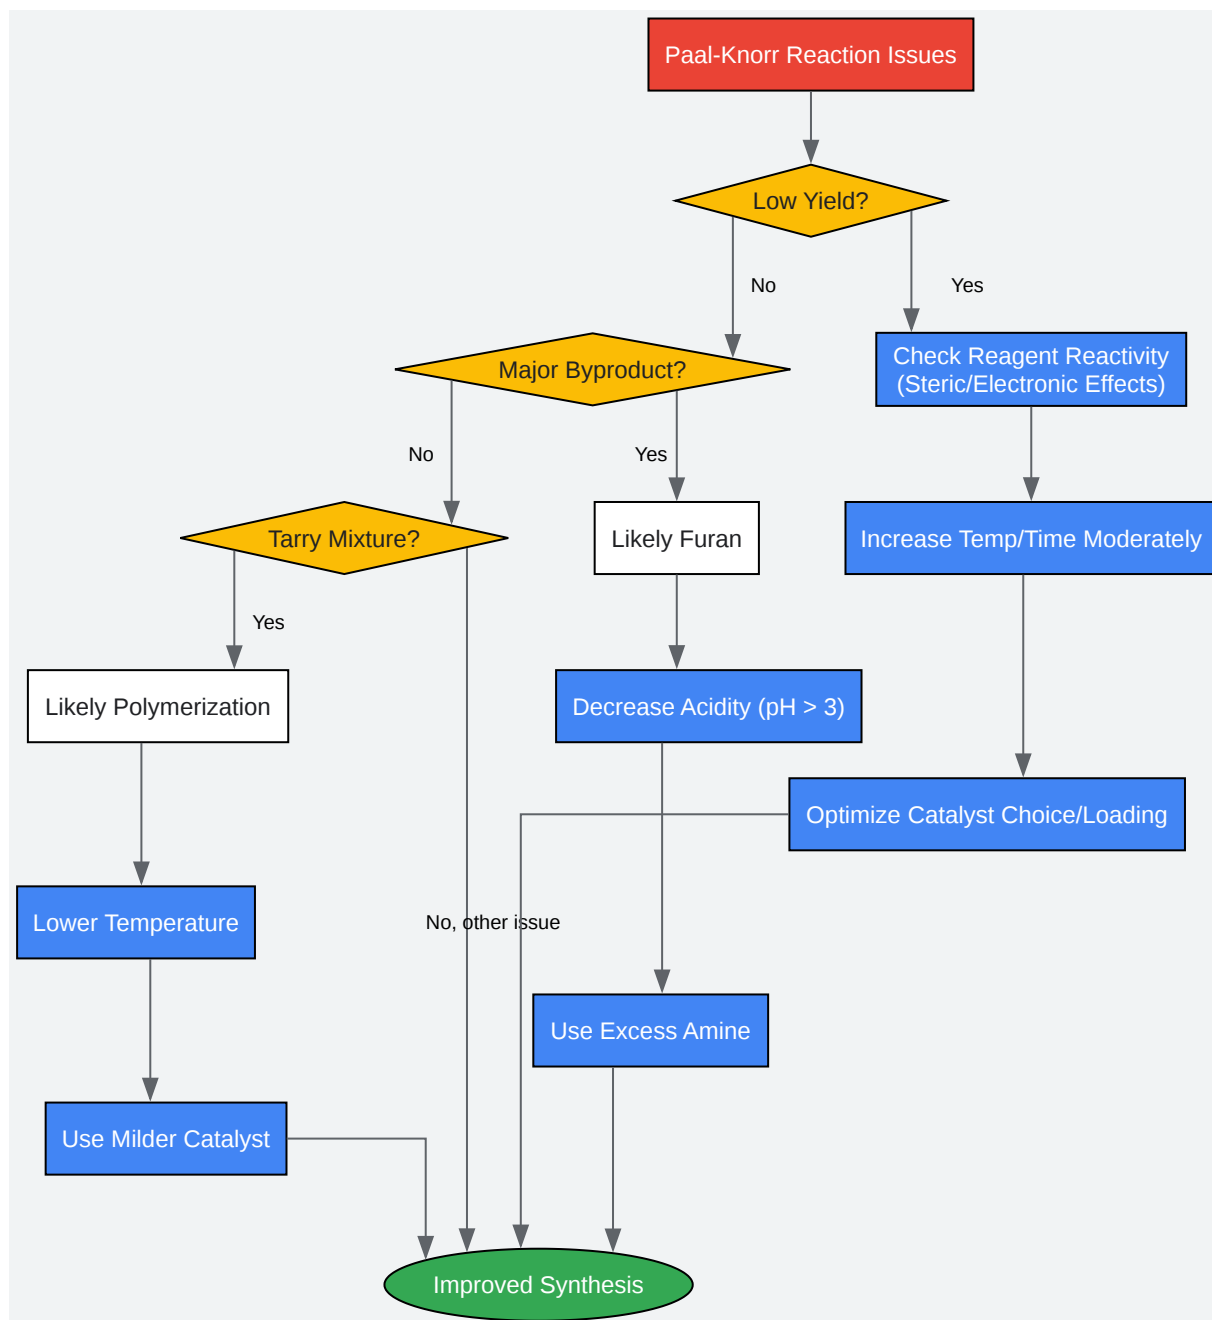 Paal-Knorr Reaction Issues
Low Yield?
No
Yes
Major Byproduct?
Check Reagent Reactivity
(Steric/Electronic Effects)
No
Yes
Tarry Mixture?
Likely Furan
Increase Temp/Time Moderately
Yes
Likely Polymerization
Decrease Acidity (pH > 3)
Optimize Catalyst Choice/Loading
Lower Temperature
No, other issue
Use Excess Amine
Use Milder Catalyst
Improved Synthesis